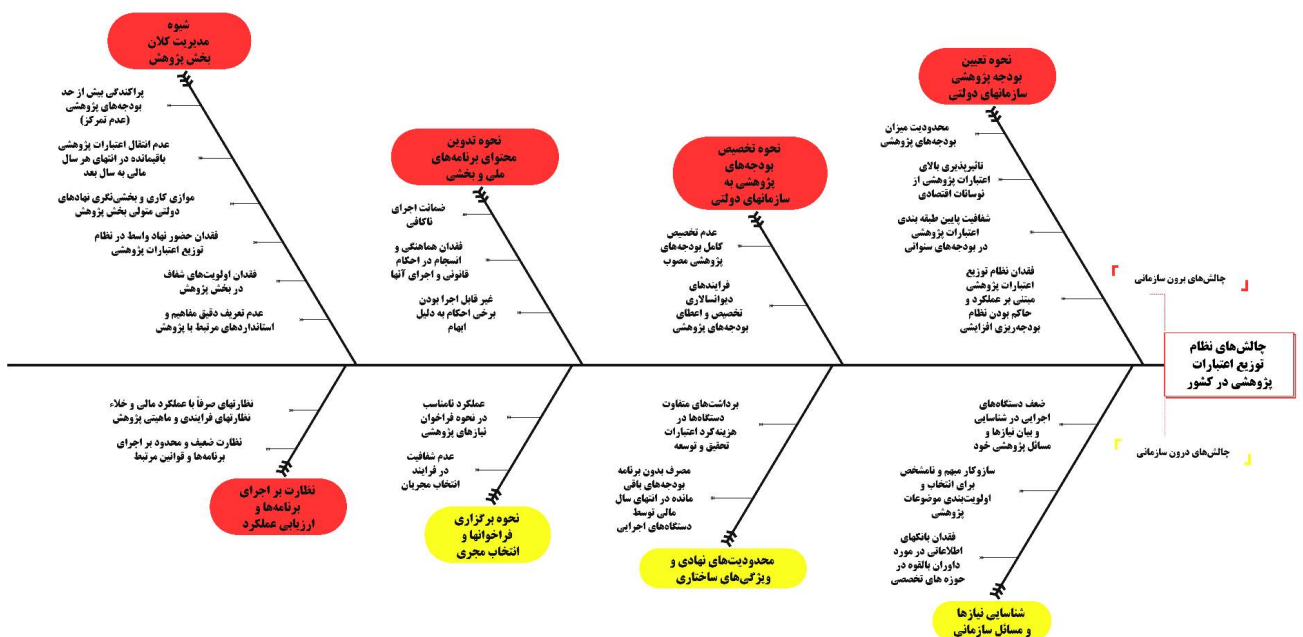 شیوه
مدیریت کلان
بخش پژوهش
پراکندگی بیش از حد
بودجه‌های پژوهشی
(عدم تمرکز)
عدم انتقال اعتبارات پژوهشی
باقیمانده در انتهای هر سال
مالی به سال بعد
موازی کاری و بخشی‌نگری نهادهای
دولتی متولی بخش پژوهش
فقدان حضور نهاد واسط در نظام
توزیع اعتبارات پژوهشی
فقدان اولویت‌های شفاف
در بخش پژوهش
عدم تعریف دقیق مفاهیم و
استانداردهای مرتبط با پژوهش
نحوه تدوین
محتوای برنامه‌های
ملی و بخشی
ضمانت اجرای
ناکافی
فقدان هماهنگی و
انسجام در احکام
قانونی و اجرای آنها
غیر قابل اجرا بودن
برخی احکام به دلیل
ابهام
نحوه تخصیص
بودجه‌های
پژوهشی به
سازمانهای دولتی
عدم تخصیص
کامل بودجه‌های
پژوهشی مصوب
فرایندهای
دیوانسالاری
تخصیص و اعطای
بودجه‌های پژوهشی
نحوه تعیین
بودجه پژوهشی
سازمانهای دولتی
محدودیت میزان
بودجه‌های پژوهشی
تاثیرپذیری بالای
اعتبارات پژوهشی از
نوسانات اقتصادی
شفافیت پایین طبقه بندی
اعتبارات پژوهشی
در بودجه‌های سنواتی
فقدان نظام توزیع
اعتبارات پژوهشی
مبتنی بر عملکرد و
حاکم بودن نظام
بودجه‌ریزی افزایشی
چالش‌های برون سازمانی
چالش‌های نظام
توزیع اعتبارات
پژوهشی در کشور
چالش‌های درون سازمانی
نظارتهای صرفاً با عملکرد مالی و خلاء
نظارتهای فرایندی و ماهیتی پژوهش
نظارت ضعیف و محدود بر اجرای
برنامه‌ها و قوانین مرتبط
نظارت بر اجرای
برنامه‌ها و
ارزیابی عملکرد
عملکرد نامناسب
در نحوه فراخوان
نیازهای پژوهشی
عدم شفافیت
در فرایند
انتخاب مجریان
نحوه برگزاری
فراخوانها و
انتخاب مجری
برداشت‌های متفاوت
دستگاه‌ها در
هزینه‌کرد اعتبارات
تحقیق و توسعه
مصرف بدون برنامه
بودجه‌های باقی
مانده در انتهای سال
مالی توسط
دستگاه‌های اجرایی
محدودیت‌های نهادی و
ویژگی‌های ساختاری
ضعف دستگاه‌های
اجرایی در شناسایی
و بیان نیازها و
مسائل پژوهشی خود
سازوکار مبهم و نامشخص
برای انتخاب و
اولویت‌بندی موضوعات
پژوهشی
فقدان بانکهای
اطلاعاتی در مورد
داوران بالقوه در
حوزه های تخصصی
شناسایی نیازها
و مسائل سازمانی